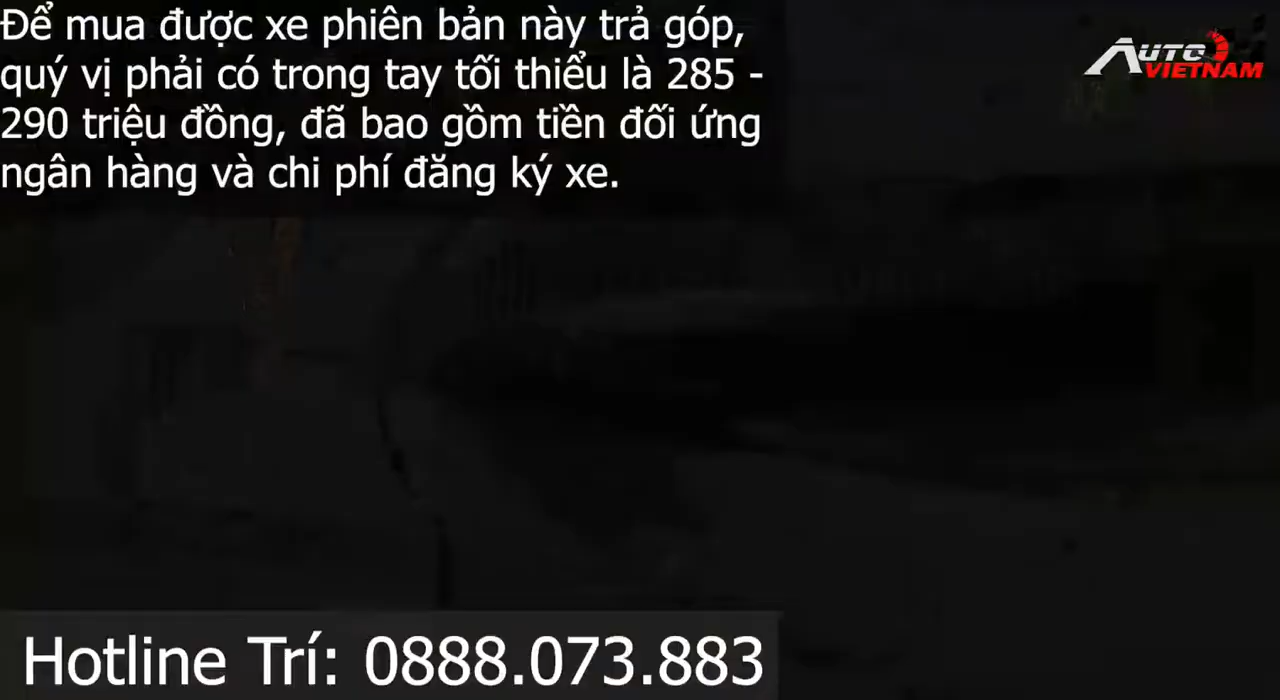 Để mua được xe phiên bản này trả góp,
quý vị phải có trong tay tối thiểu là 285 -
290 triệu đồng, đã bao gồm tiền đối ứng
ngân hàng và chi phí đăng ký xe.
AUTO
VIETNAM
Hotline Trí: 0888.073.883